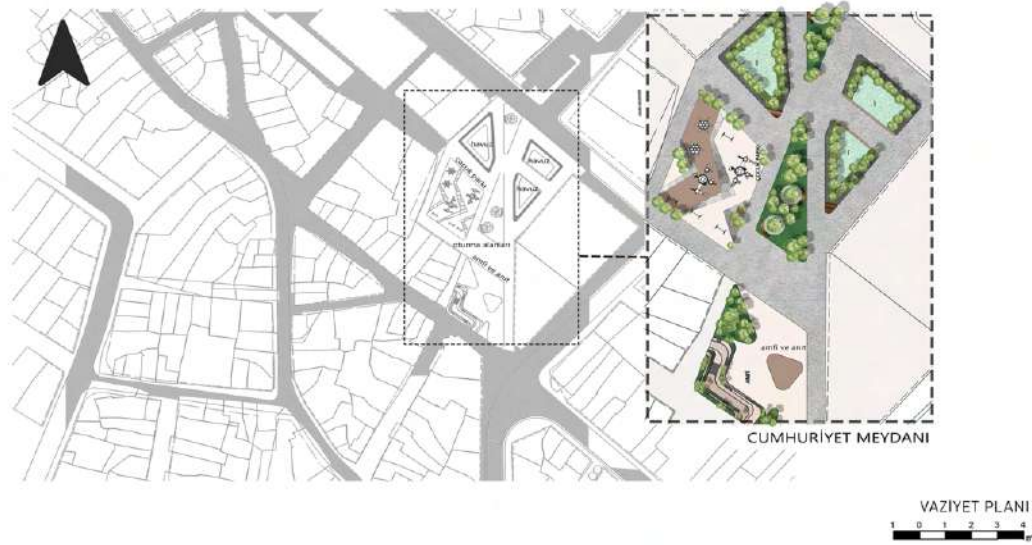 havuz
havuz
havuz
oturma alanları
amfi ve anıt
amfi ve anıt
amfi
CUMHURİYET MEYDANI
VAZİYET PLANI
1 0 1 2 3 4